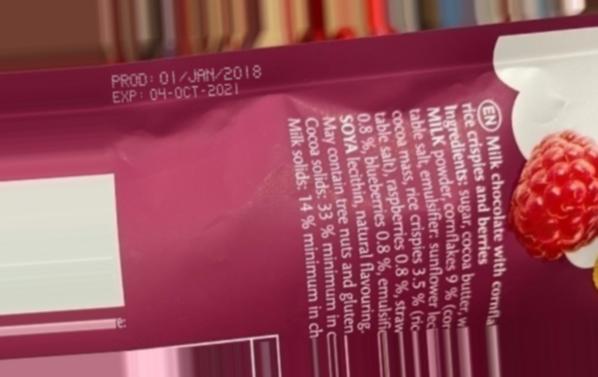 PROD: 01/JAN/2018
EXP: 04-OCT-2021
EN Milk chocolate with
rice crispies and berries
Ingredients: sugar, cocoa butter,
MILK powder, cornflakes 9 %
table salt, emulsifier: sunflower
cocoa mass, rice crispies 3.5 %
table salt), raspberries 0.8 %,
0.8 %, blueberries 0.8 %,
SOYA lecithin, natural flavouring.
May contain tree nuts and gluten.
Cocoa solids: 33 % minimum in
Milk solids: 14 % minimum in